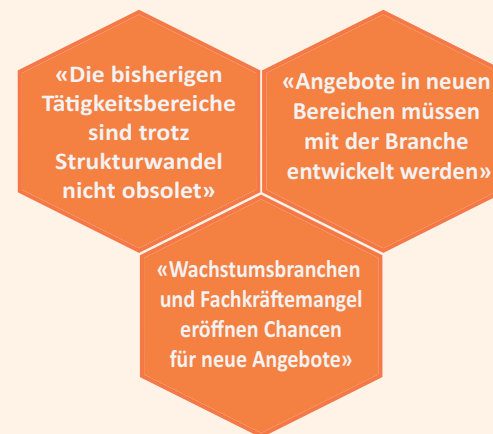 «Die bisherigen
Tätigkeitsbereiche
sind trotz
Strukturwandel
nicht obsolet»
«Angebote in neuen
Bereichen müssen
mit der Branche
entwickelt werden»
«Wachstumsbranchen
und Fachkräftemangel
eröffnen Chancen
für neue Angebote»